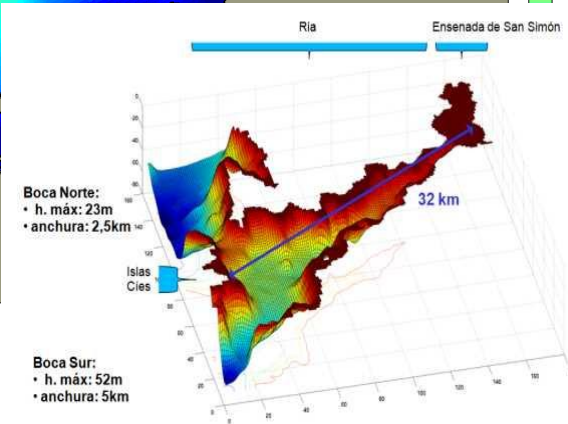 Ría
Ensenada de San Simón
Boca Norte:
• h. máx: 23m
• anchura: 2,5km
32 km
Islas
Cíes
Boca Sur:
• h. máx: 52m
• anchura: 5km